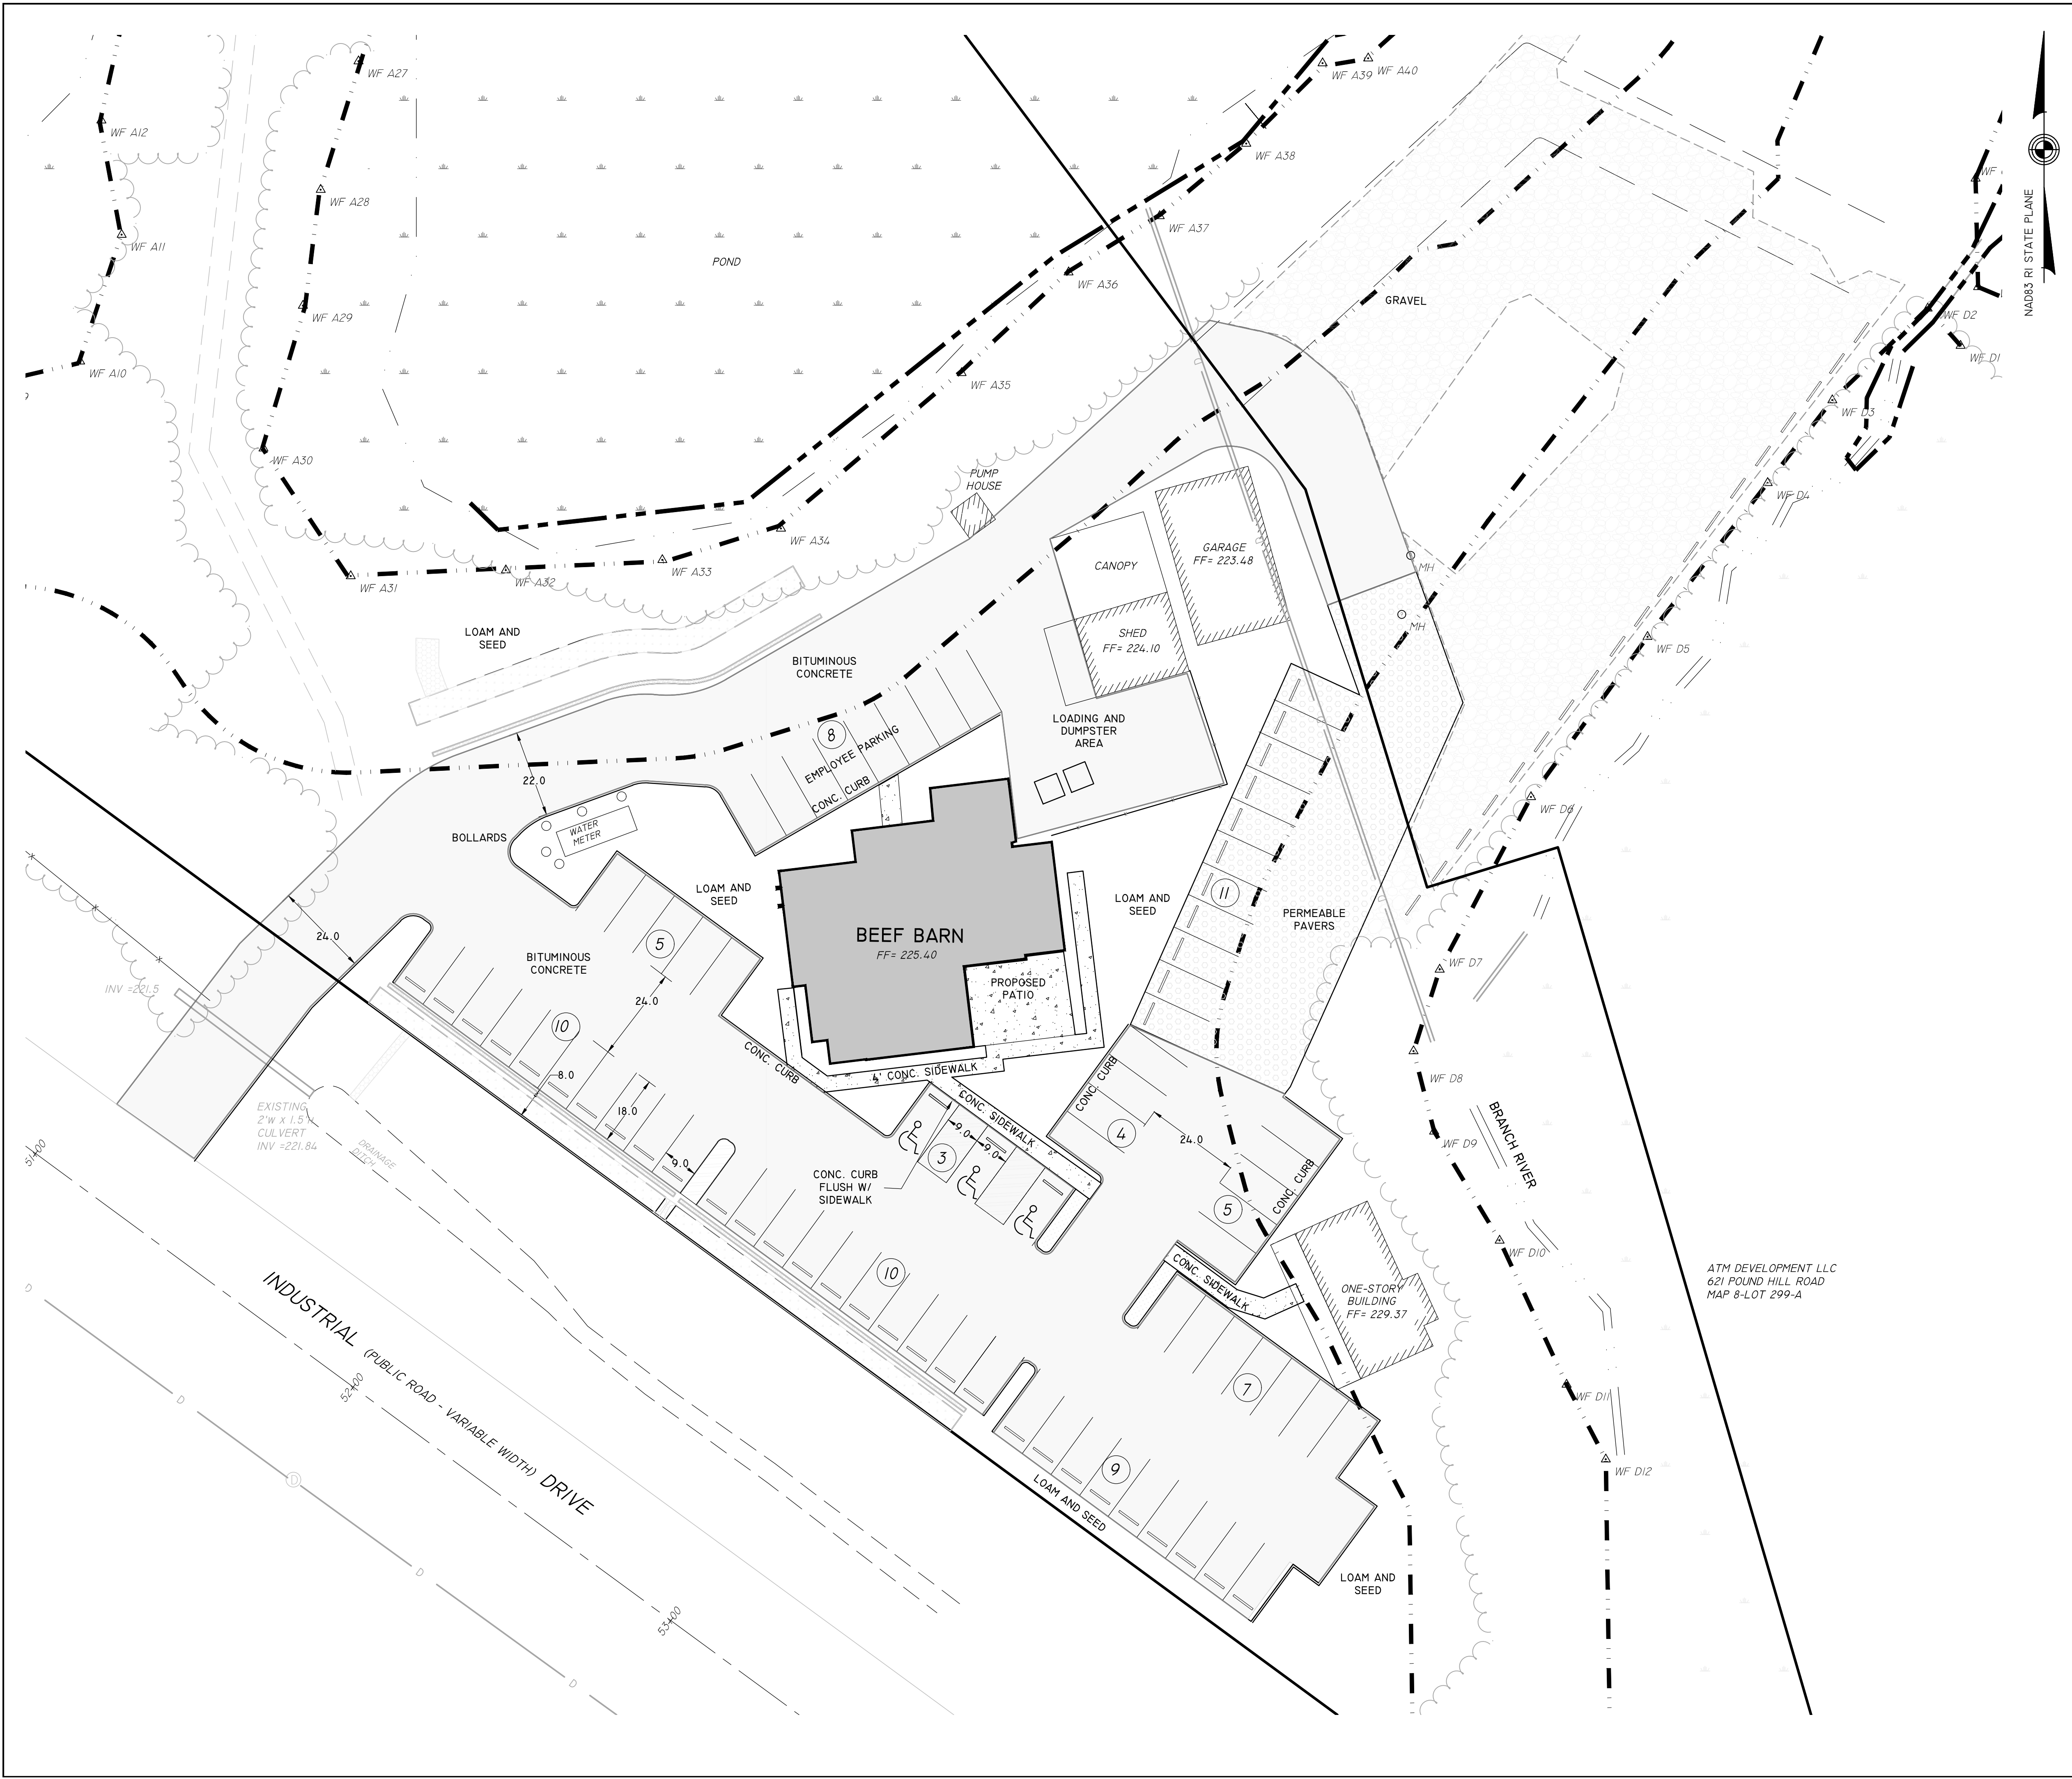 WF A27
WF A39
WF A40
WF A12
WF A38
WF
NAD83 RI STATE PLANE
WF A28
WF A37
WF A11
POND
WF A36
GRAVEL
WF A29
WF D2
WF D1
WF A10
WF A35
WF D3
WF A30
PUMP
HOUSE
WF D4
WF A34
GARAGE
FF= 223.48
CANOPY
MH
WF A33
WF A32
WF A31
MH
LOAM AND
SEED
SHED
FF= 224.10
WF D5
BITUMINOUS
CONCRETE
LOADING AND
DUMPSTER
AREA
8
EMPLOYEE PARKING
CONC. CURB
22.0
WATER
METER
BOLLARDS
WF D6
LOAM AND
SEED
LOAM AND
SEED
11
PERMEABLE
PAVERS
BEEF BARN
FF= 225.40
24.0
5
BITUMINOUS
CONCRETE
WF D7
INV =221.5
PROPOSED
PATIO
24.0
10
CONC. CURB
4' CONC. SIDEWALK
8.0
CONC. CURB
WF D8
18.0
CONC. SIDEWALK
EXISTING
2'w x 1.5'h
CULVERT
INV =221.84
DRAINAGE
DITCH
BRANCH RIVER
9.0
9.0
4
24.0
WF D9
51+00
3
9.0
CONC. CURB
FLUSH W/
SIDEWALK
CONC. CURB
5
WF D10
CONC. SIDEWALK
10
ONE-STORY
BUILDING
FF= 229.37
ATM DEVELOPMENT LLC
621 POUND HILL ROAD
MAP 8-LOT 299-A
D
INDUSTRIAL (PUBLIC ROAD - VARIABLE WIDTH) DRIVE
52+00
7
WF D11
D
9
WF D12
D
LOAM AND SEED
D
LOAM AND
SEED
53+00
D